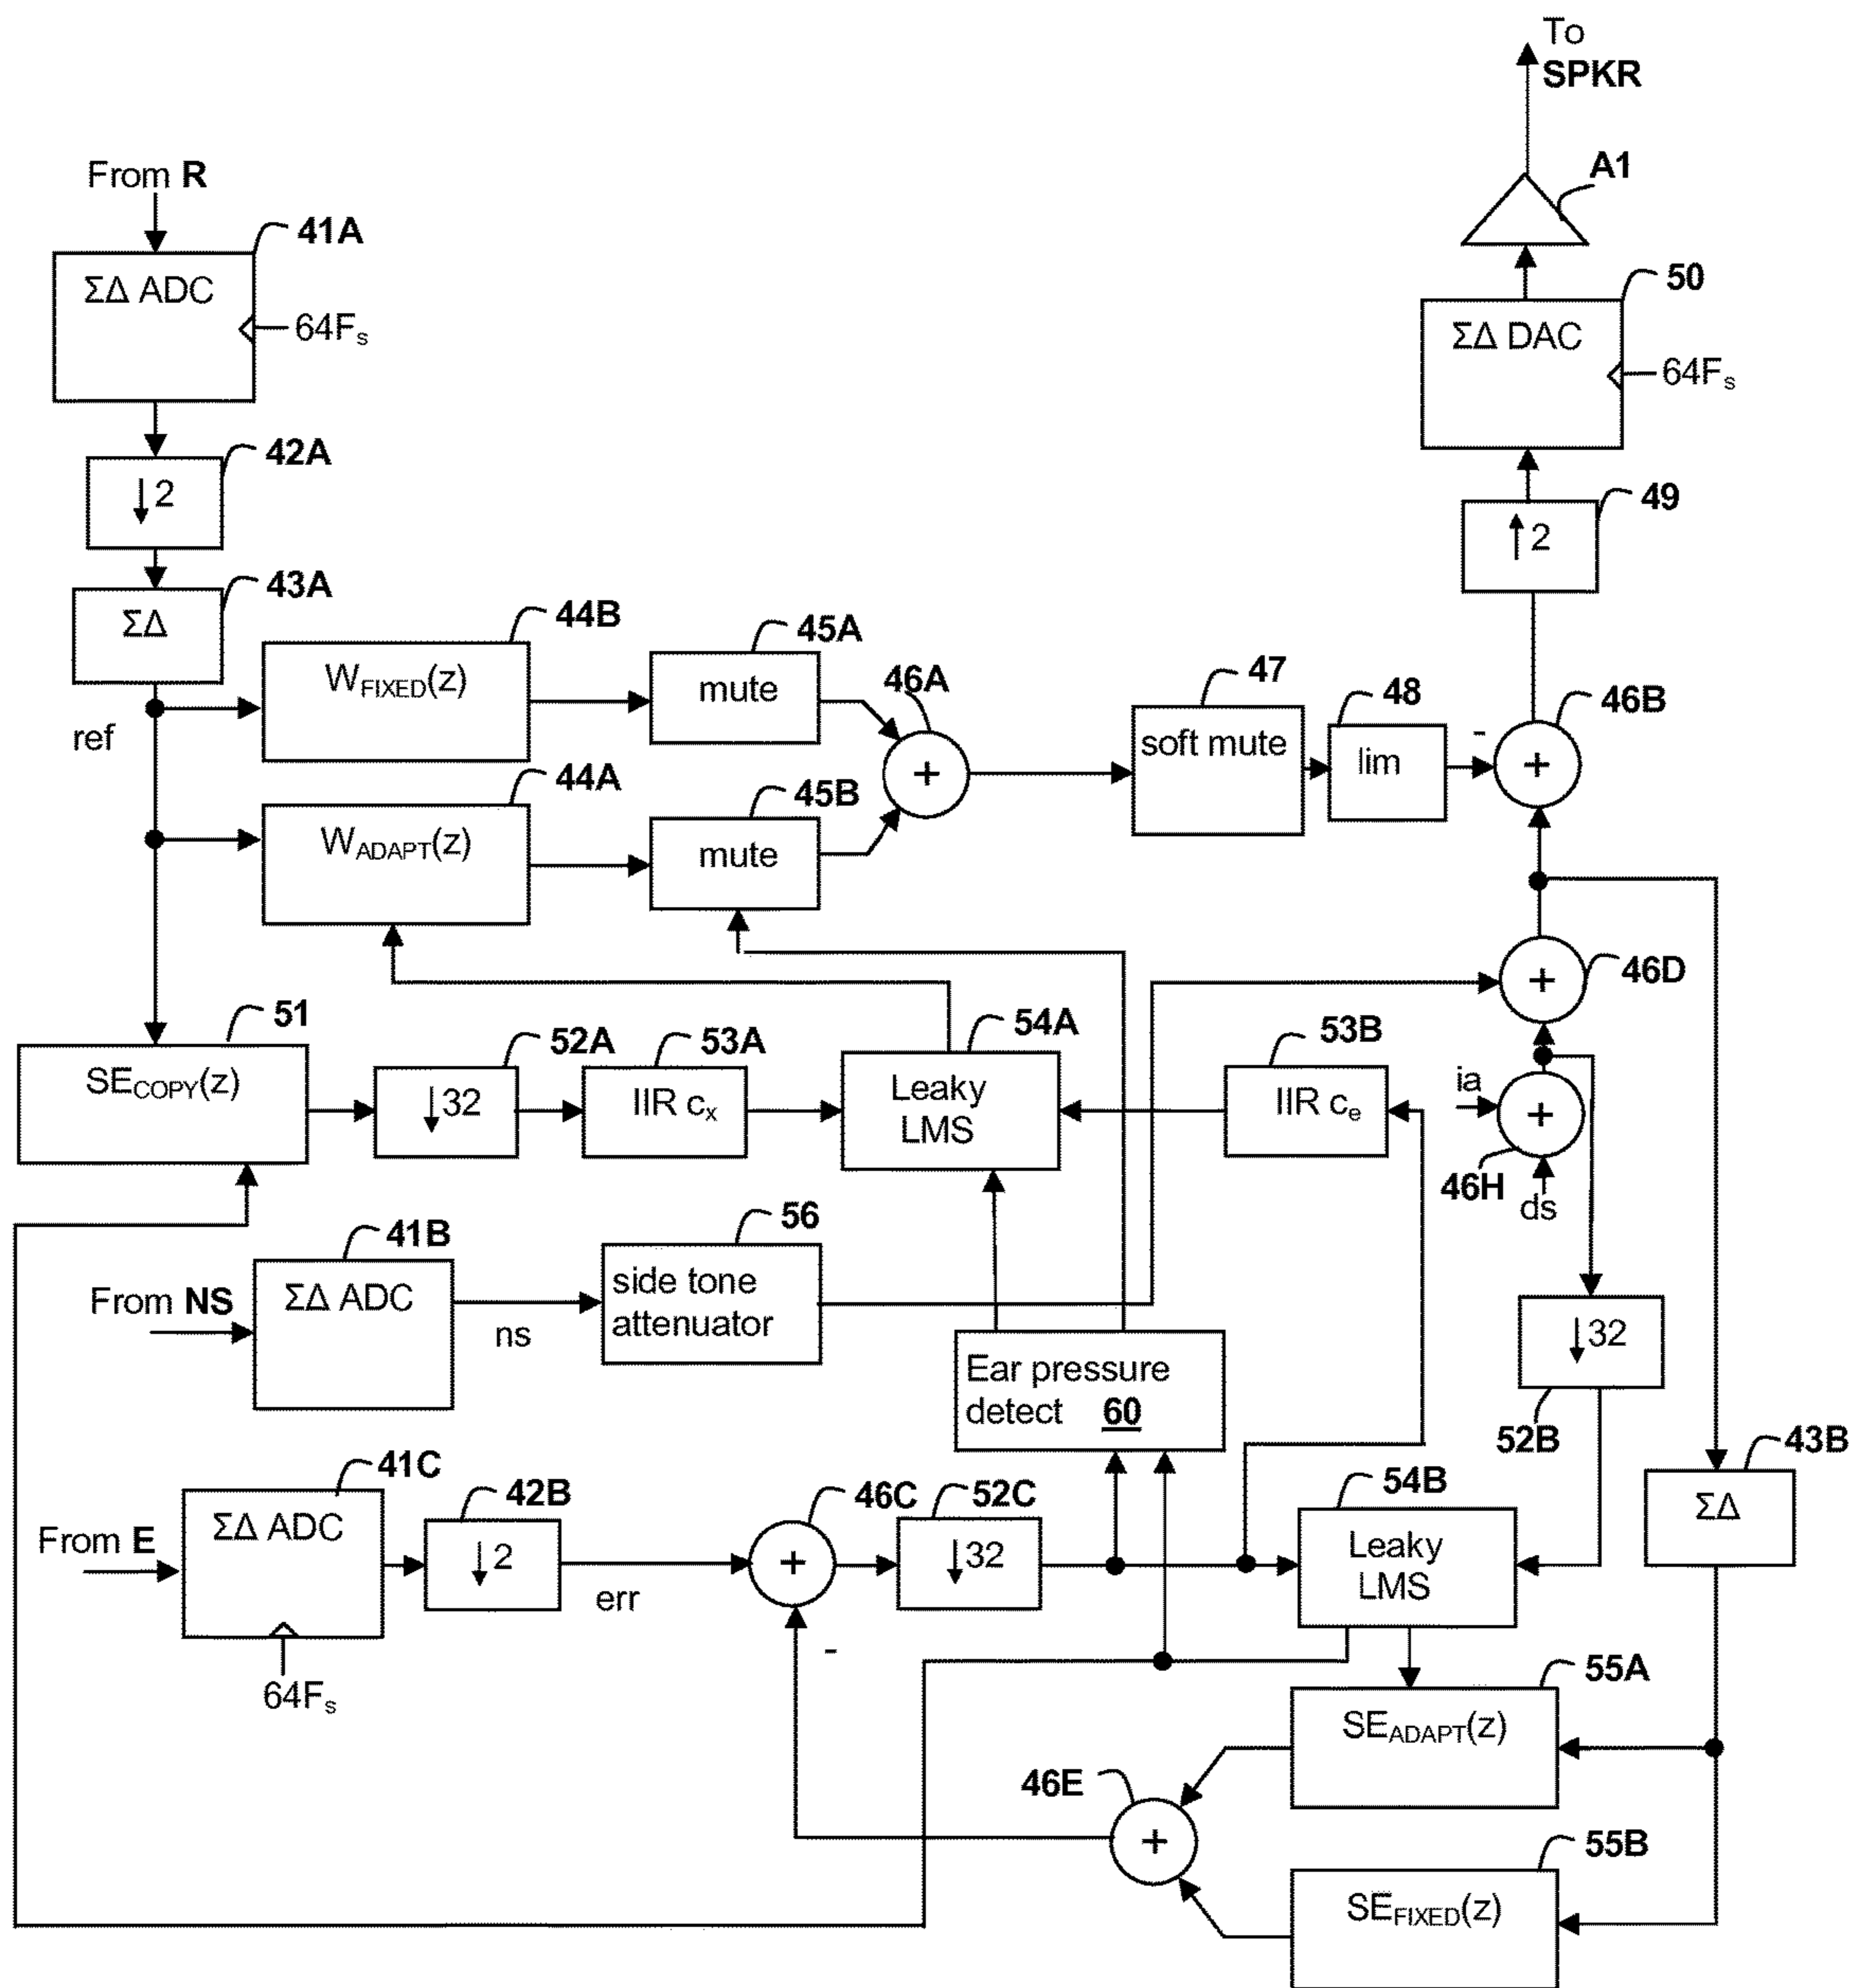 To
SPKR
A1
From R
41A
ΣΔ ADC
64Fs
50
ΣΔ DAC
64Fs
42A
↓2
49
↑2
43A
ΣΔ
44B
WFIXED(z)
45A
mute
46A
+
47
soft mute
48
lim
-
46B
+
ref
44A
WADAPT(z)
45B
mute
46D
+
51
SECOPY(z)
52A
↓32
53A
IIR cx
54A
Leaky
LMS
53B
IIR ce
ia
+
46H
ds
41B
From NS
ΣΔ ADC
ns
56
side tone
attenuator
↓32
52B
Ear pressure
detect 60
43B
ΣΔ
41C
From E
ΣΔ ADC
64Fs
42B
↓2
err
46C
+
-
52C
↓32
54B
Leaky
LMS
55A
SEADAPT(z)
46E
+
55B
SEFIXED(z)